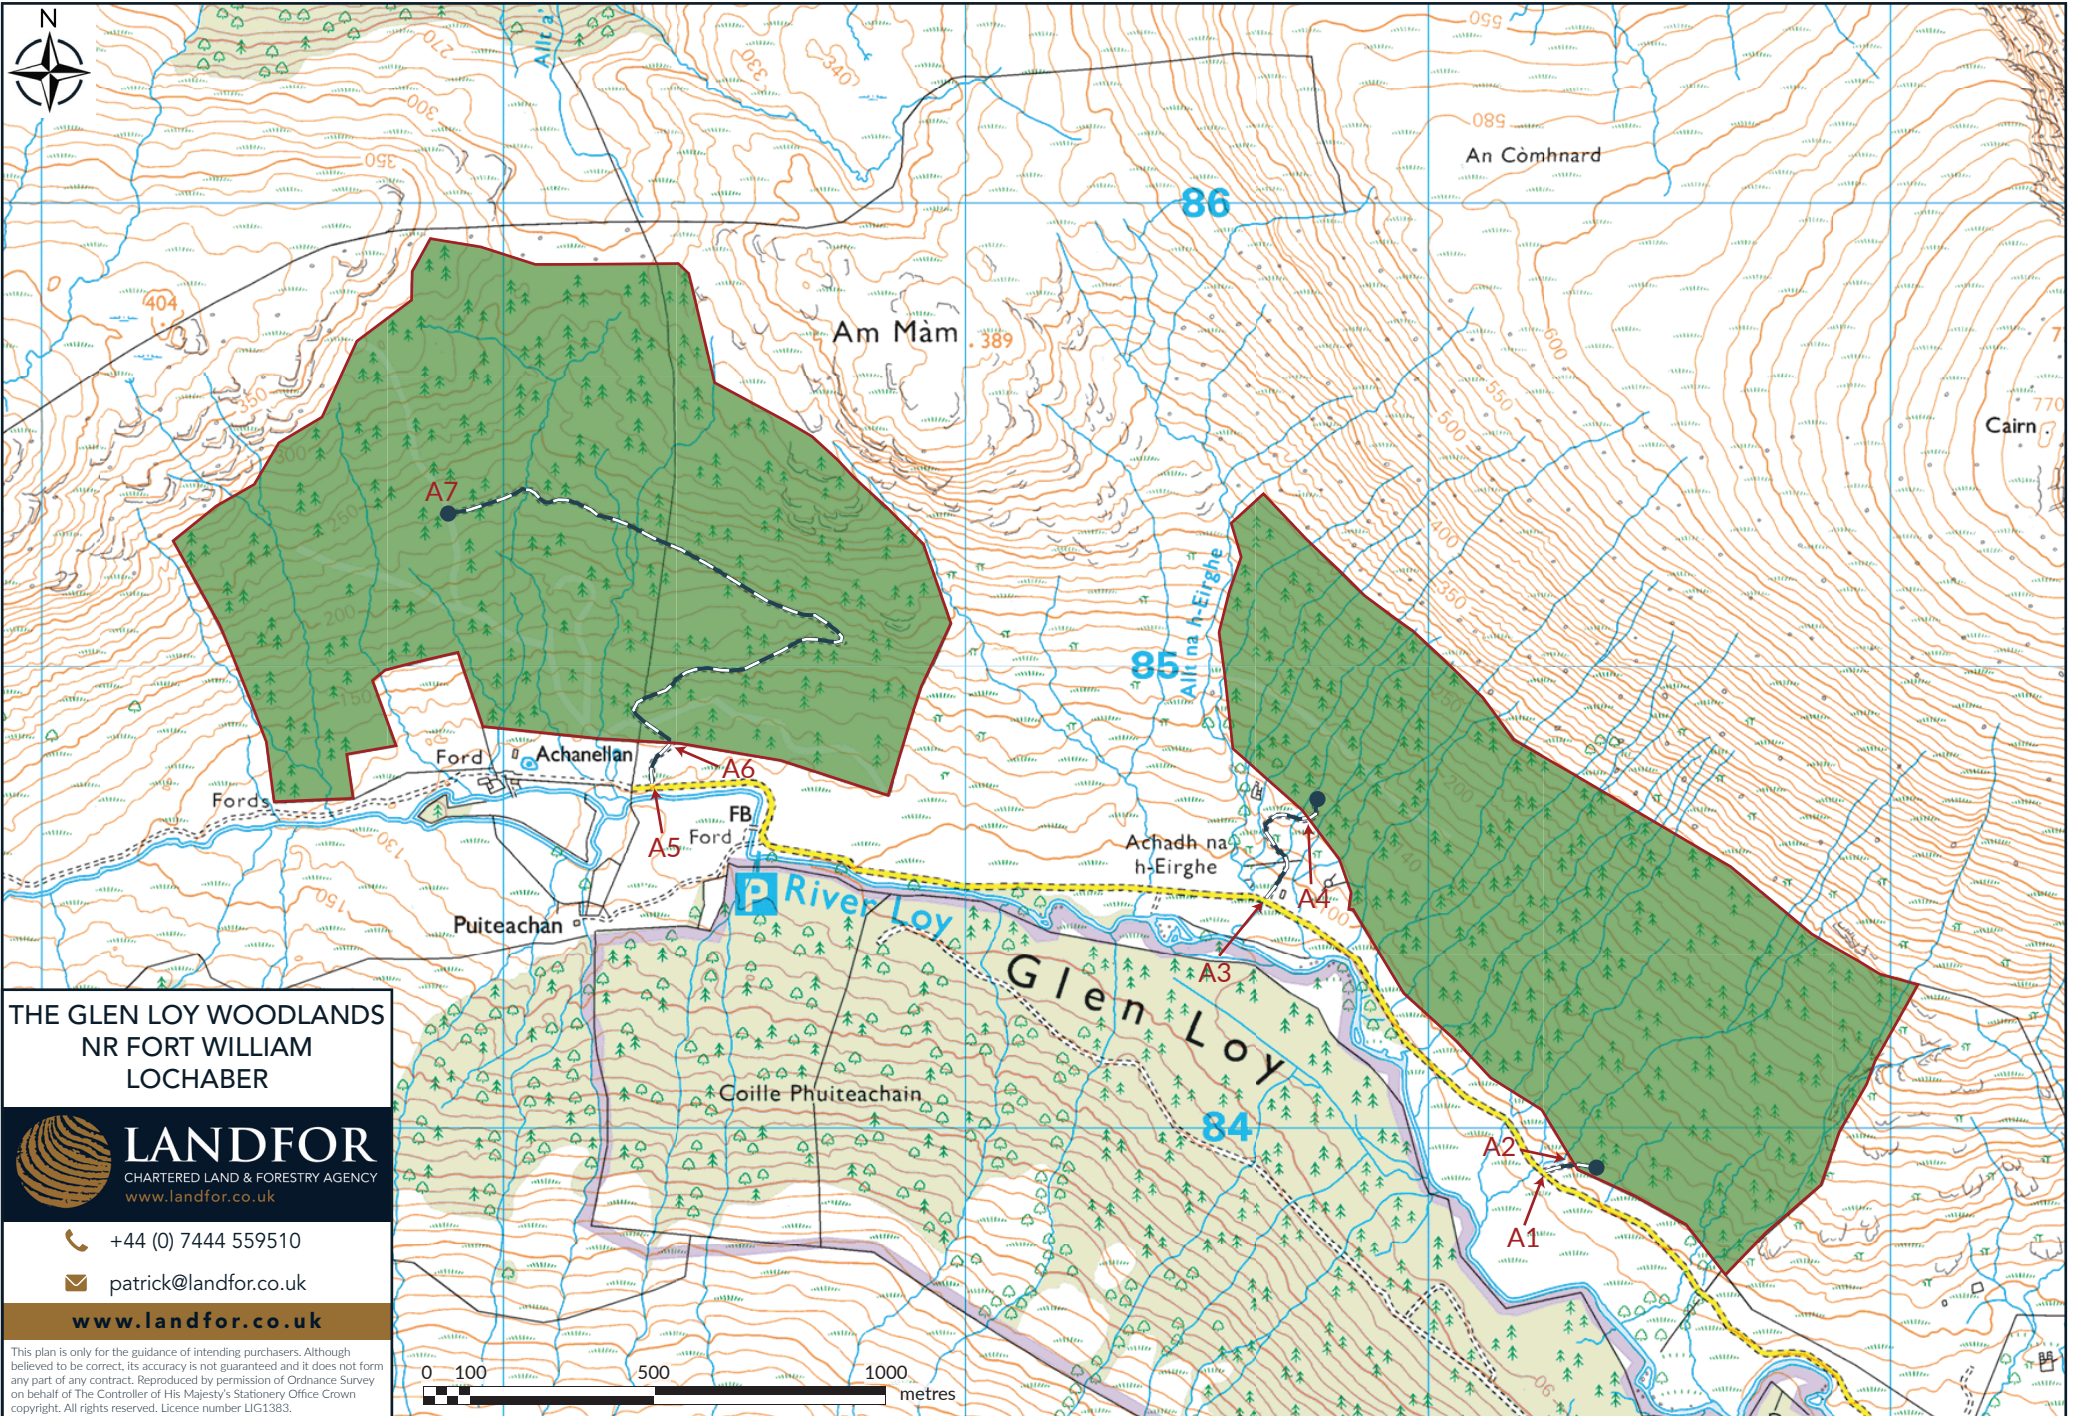 N
Allt a'
270
300
350
330
340
550
580
An Còmhnard
86
404
Am Màm
. 389
600
550
500
770
Cairn .
350
300
A7
250
400
350
Allt na h-Eirghe
200
85
250
150
200
Ford
Achanellan
A6
Fords
FB
Ford
A5
130
Achadh na
h-Eirghe
A4
100
150
P
River Loy
Puiteachan
A3
Glen Loy
Coille Phuiteachain
84
A2
A1
90
THE GLEN LOY WOODLANDS
NR FORT WILLIAM
LOCHABER
LANDFOR
CHARTERED LAND & FORESTRY AGENCY
www.landfor.co.uk
+44 (0) 7444 559510
patrick@landfor.co.uk
www.landfor.co.uk
This plan is only for the guidance of intending purchasers. Although
believed to be correct, its accuracy is not guaranteed and it does not form
any part of any contract. Reproduced by permission of Ordnance Survey
on behalf of The Controller of His Majesty's Stationery Office Crown
copyright. All rights reserved. Licence number LIG1383.
0 100 500 1000
metres